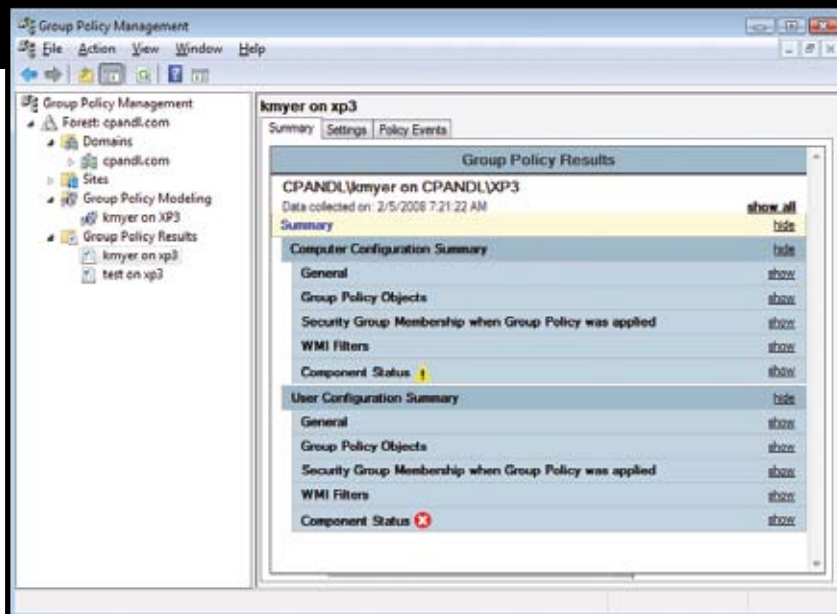 Group Policy Management
File Action View Window Help
Group Policy Management
Forest: cpandl.com
Domains
cpandl.com
Sites
Group Policy Modeling
kmyer on XP3
Group Policy Results
kmyer on xp3
test on xp3
kmyer on xp3
Summary Settings Policy Events
Group Policy Results
CPANDL\kmyer on CPANDL\XP3
Data collected on: 2/5/2008 7:21:22 AM show all
Summary hide
Computer Configuration Summary hide
General show
Group Policy Objects show
Security Group Membership when Group Policy was applied show
WMI Filters show
Component Status show
User Configuration Summary hide
General show
Group Policy Objects show
Security Group Membership when Group Policy was applied show
WMI Filters show
Component Status show